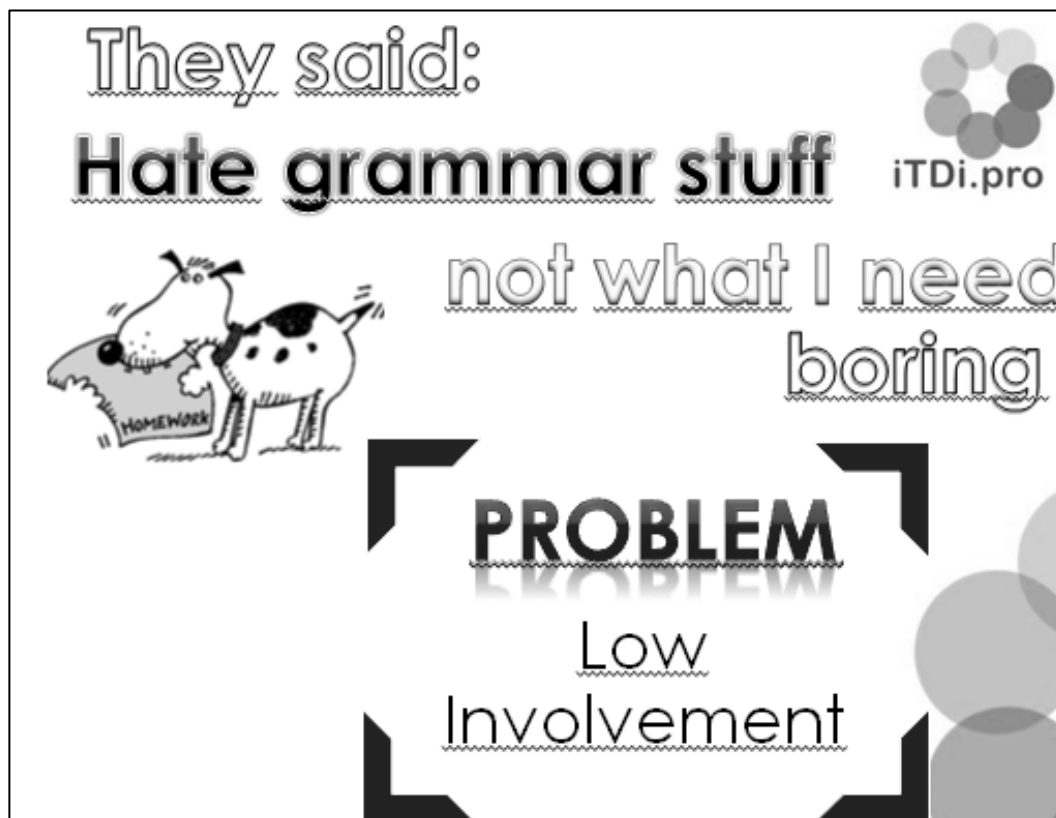 They said:
iTDi.pro
Hate grammar stuff
not what I need
boring
HOMEWORK
PROBLEM
Low
Involvement